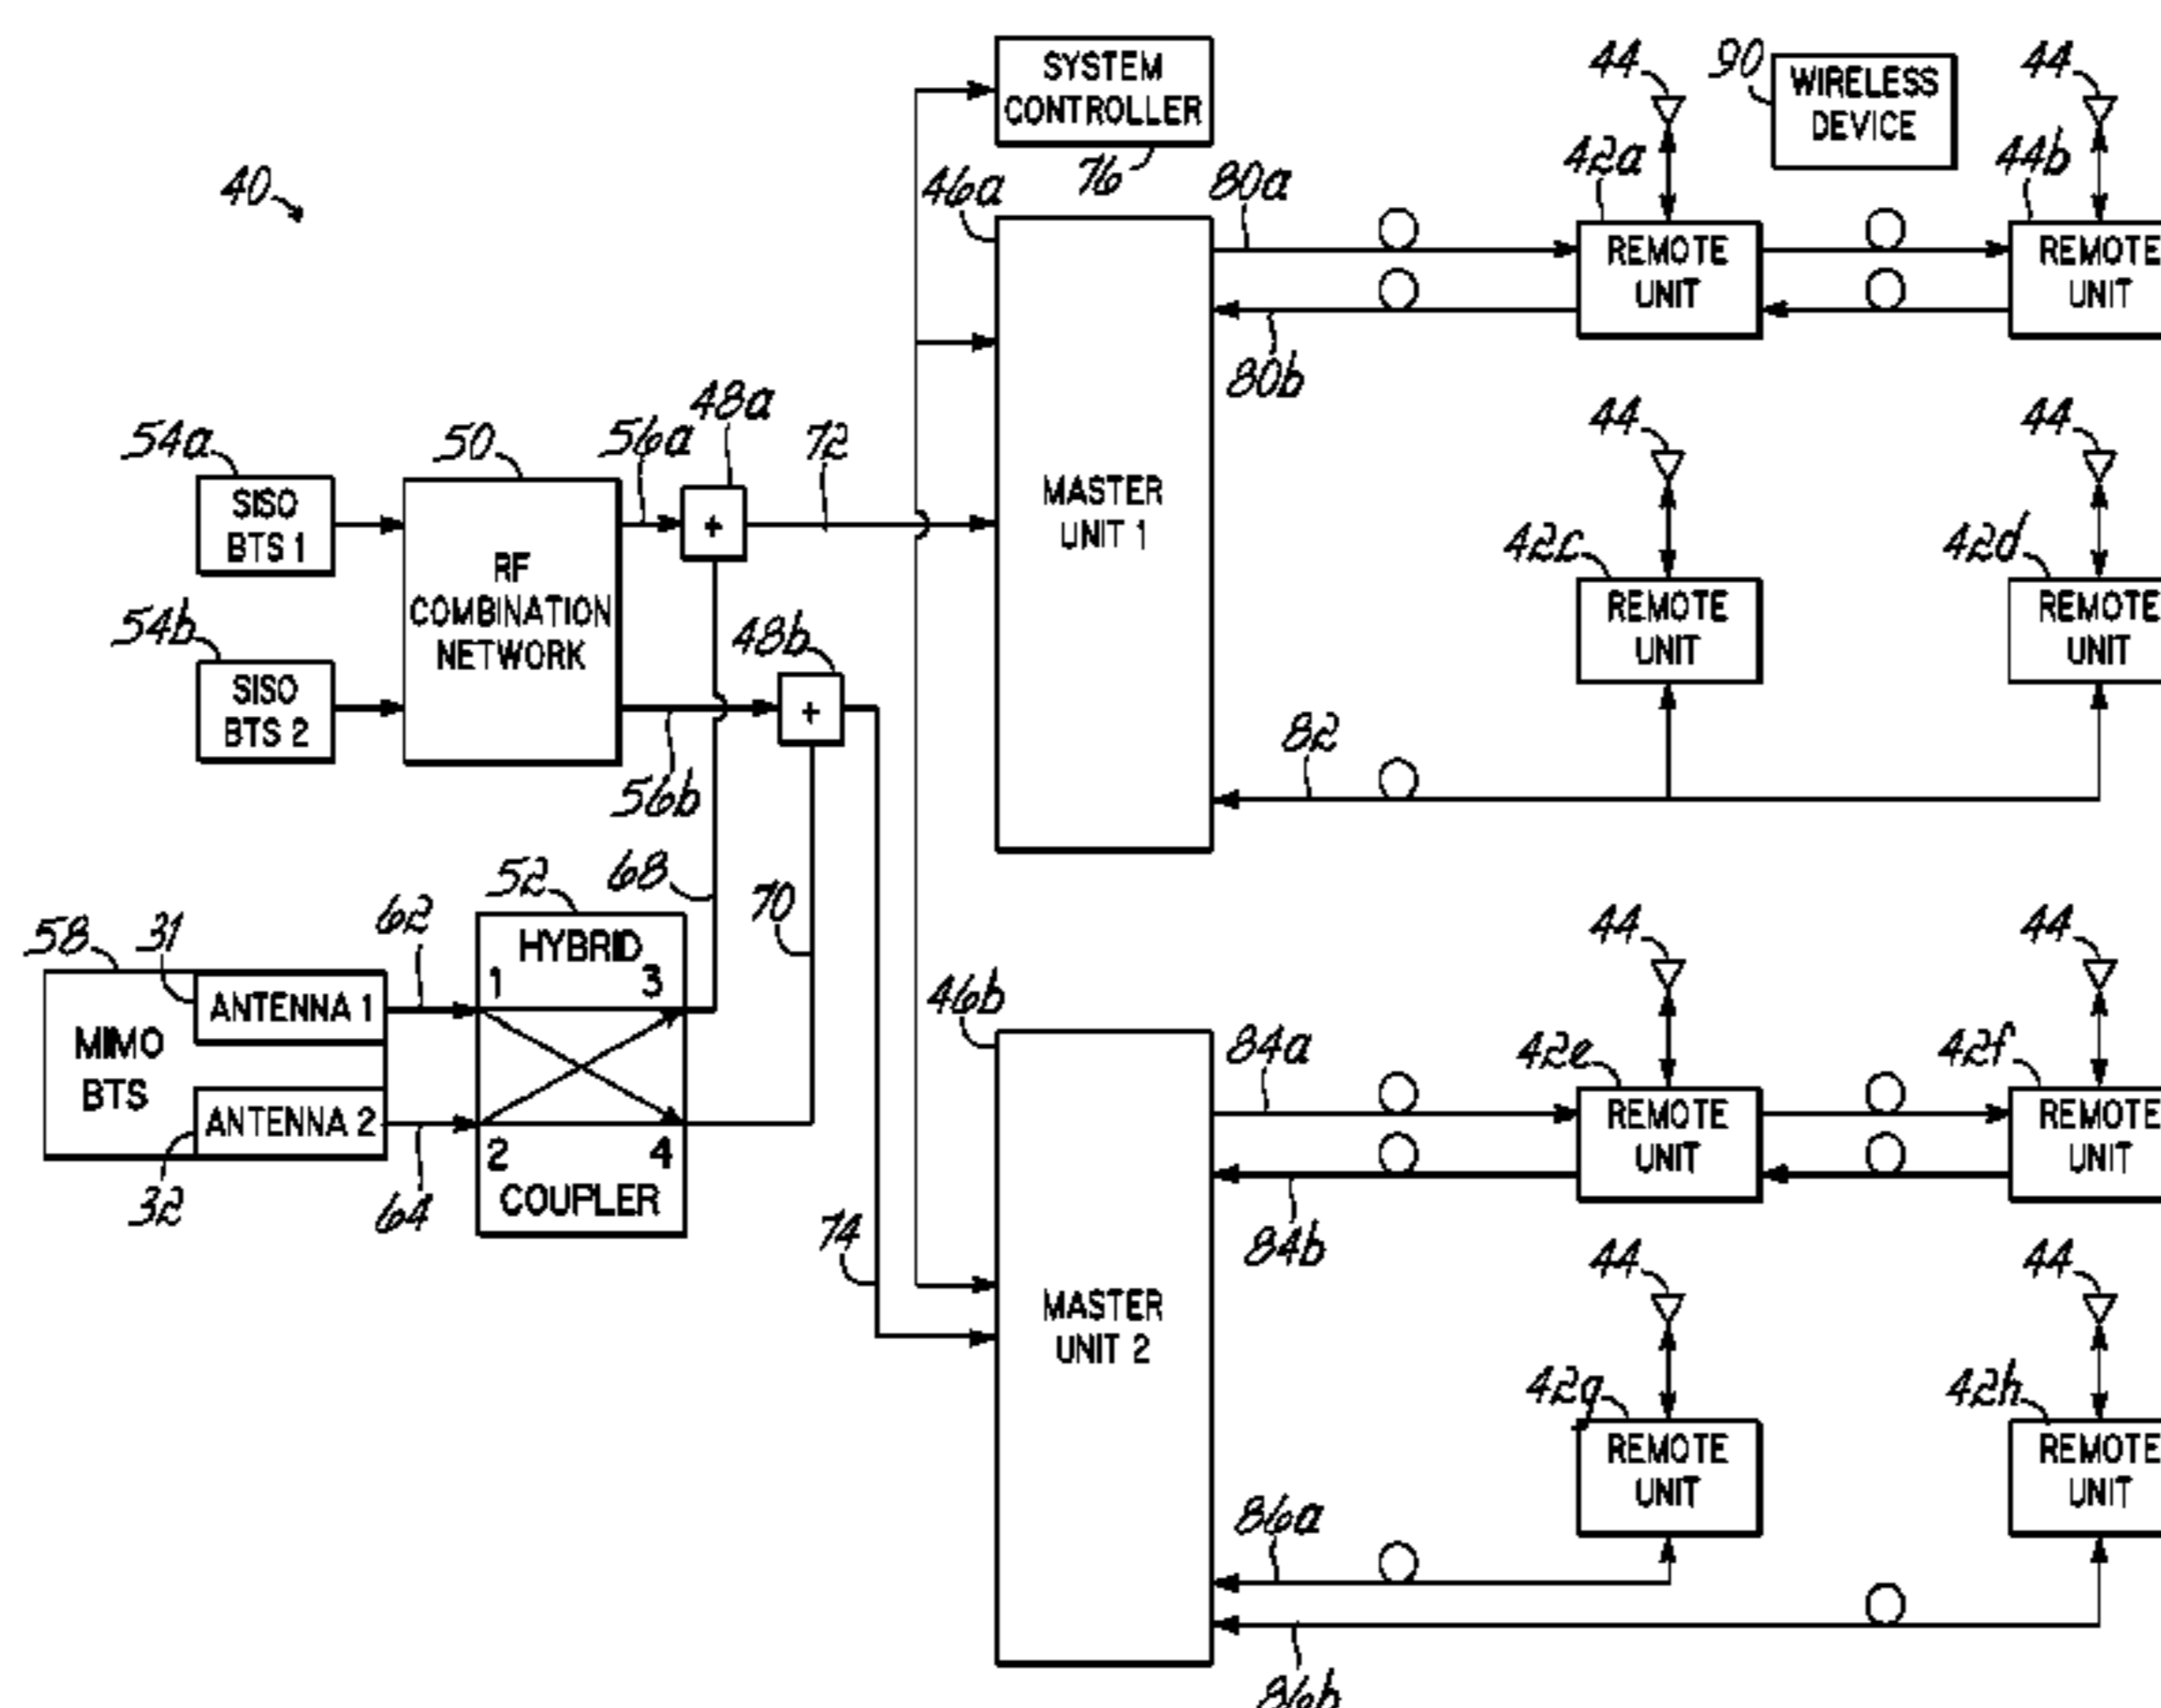 SYSTEM
CONTROLLER
76
44
90
WIRELESS
DEVICE
44
40
46a
80a
42a
44b
REMOTE
UNIT
REMOTE
UNIT
80b
54a
50
56a
48a
72
44
44
SISO
BTS 1
RF
COMBINATION
NETWORK
+
MASTER
UNIT 1
42c
42d
REMOTE
UNIT
REMOTE
UNIT
54b
SISO
BTS 2
48b
+
56b
82
58
31
62
52
68
70
HYBRID
1
3
ANTENNA 1
MIMO
BTS
ANTENNA 2
2
4
COUPLER
32
64
74
46b
44
44
84a
42e
42f
REMOTE
UNIT
REMOTE
UNIT
84b
MASTER
UNIT 2
44
44
42g
42h
REMOTE
UNIT
REMOTE
UNIT
86a
86b